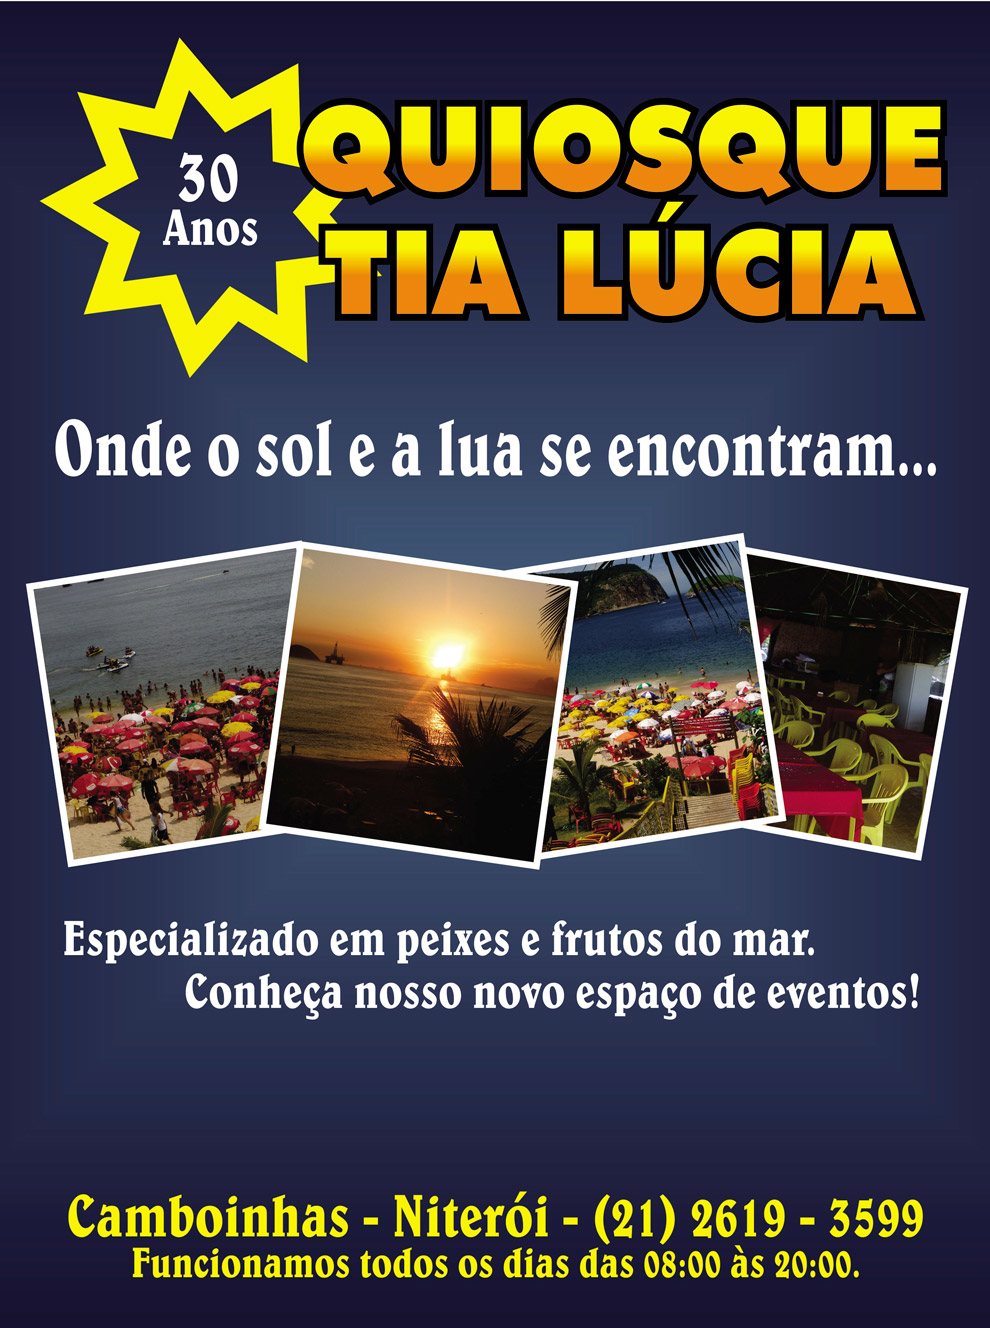 30
Anos
QUIOSQUE
TIA LÚCIA
Onde o sol e a lua se encontram...
Especializado em peixes e frutos do mar.
Conheça nosso novo espaço de eventos!
Camboinhas - Niterói - (21) 2619 - 3599
Funcionamos todos os dias das 08:00 às 20:00.